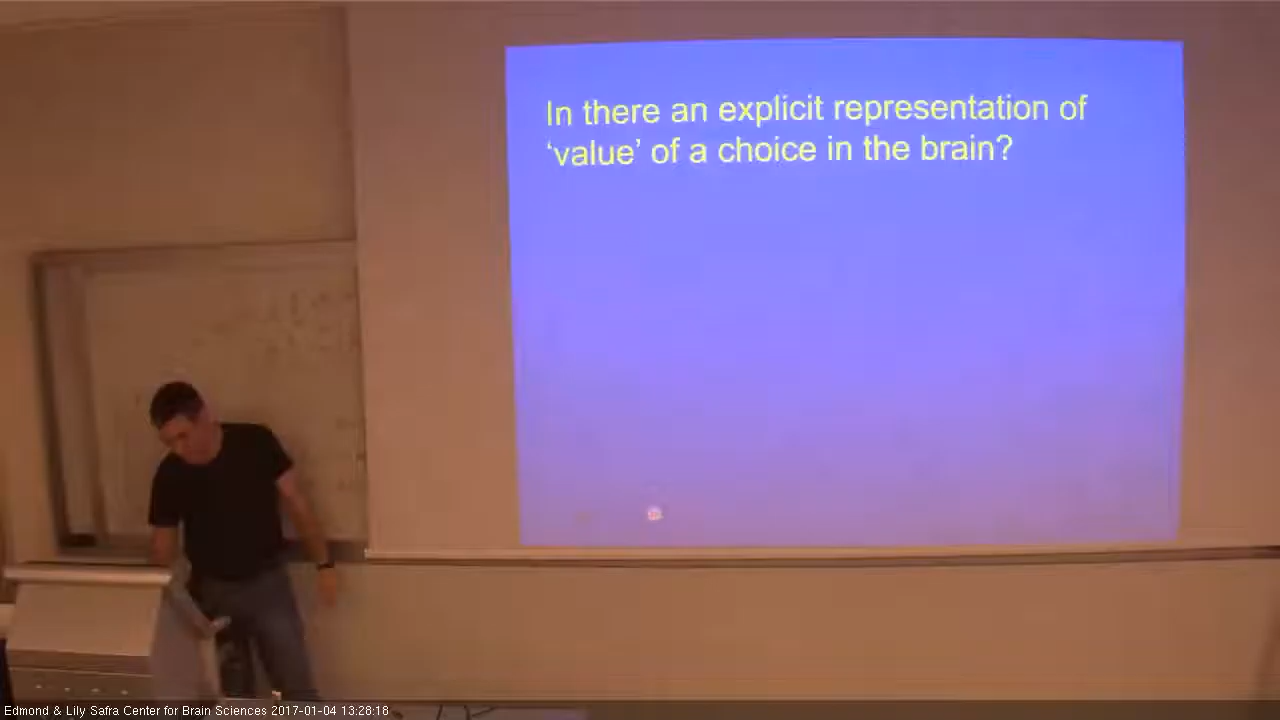 In there an explicit representation of
‘value’ of a choice in the brain?
Edmond & Lily Safra Center for Brain Sciences 2017-01-04 13:28:18